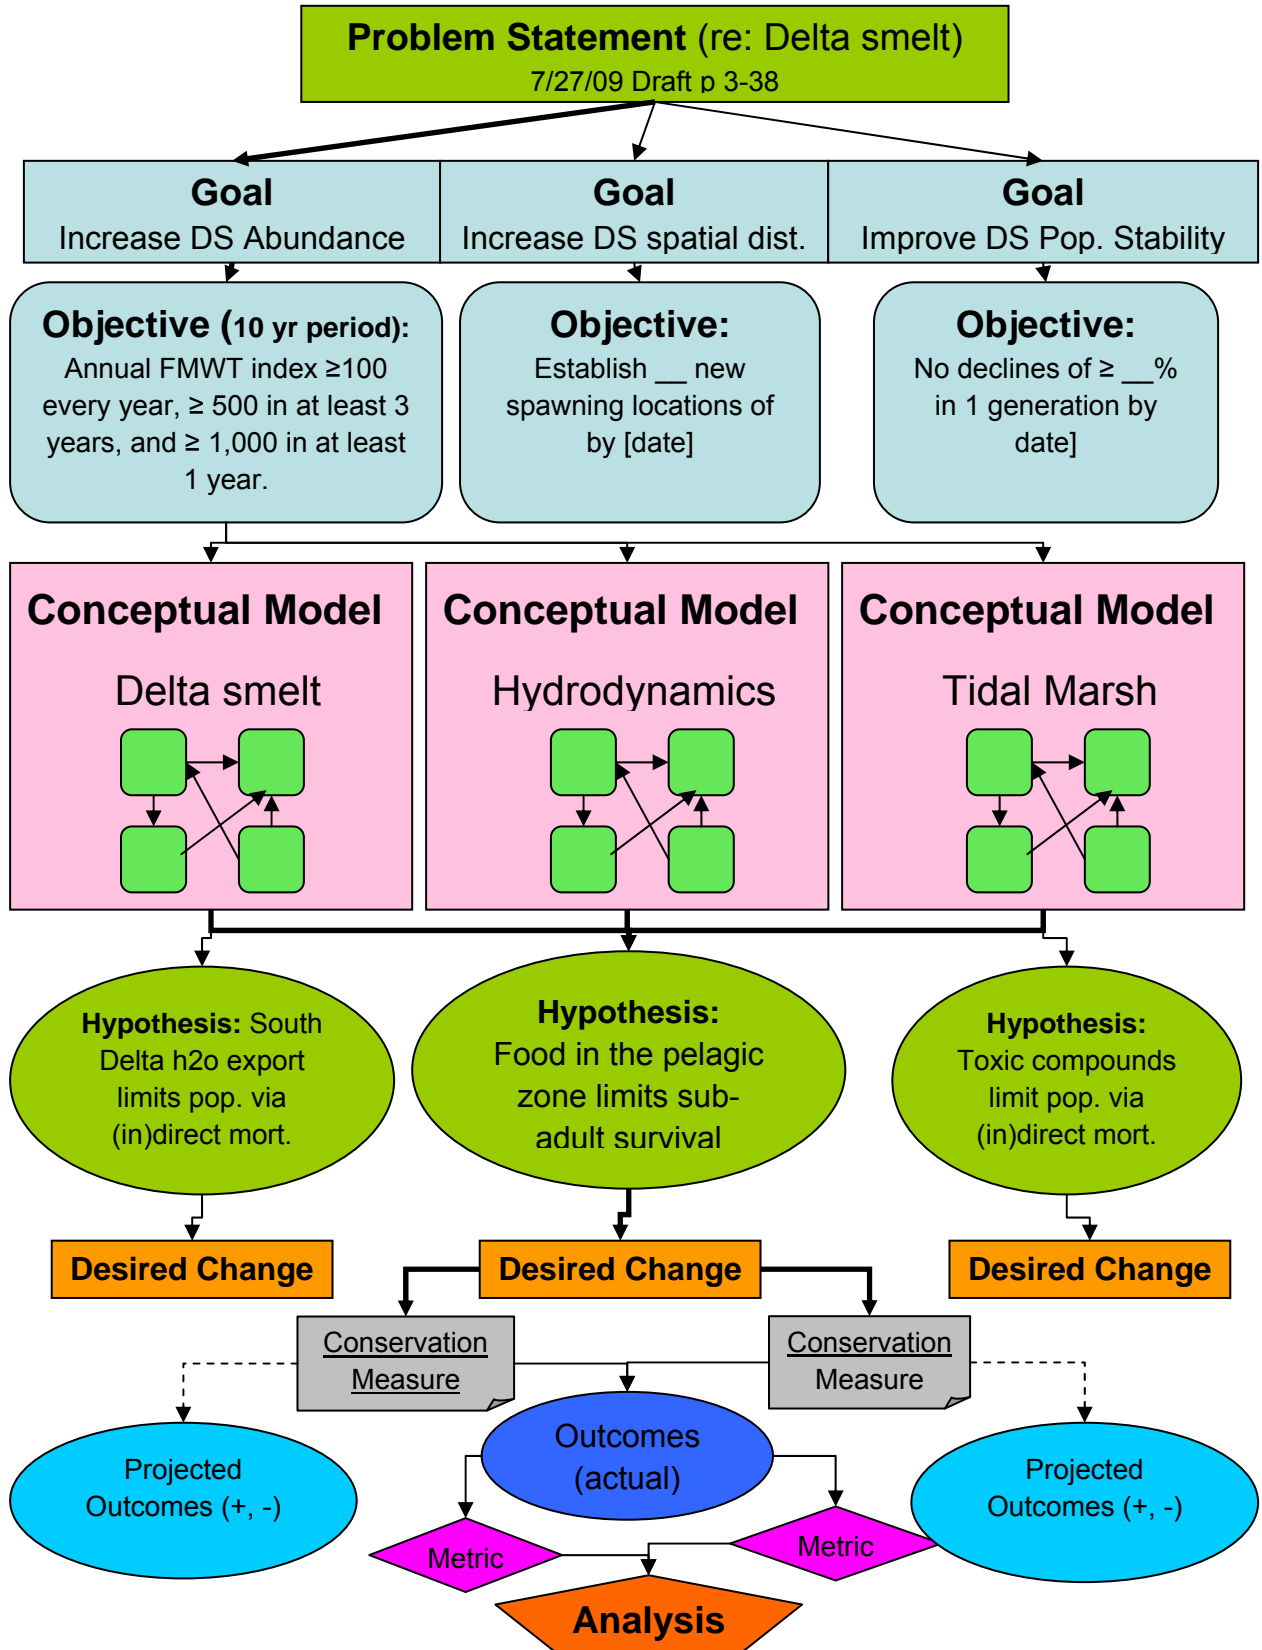 Problem Statement (re: Delta smelt)
7/27/09 Draft p 3-38
Goal
Increase DS Abundance
Goal
Increase DS spatial dist.
Goal
Improve DS Pop. Stability
Objective (10 yr period):
Annual FMWT index ≥100
every year, ≥ 500 in at least 3
years, and ≥ 1,000 in at least
1 year.
Objective:
Establish __ new
spawning locations of
by [date]
Objective:
No declines of ≥ __%
in 1 generation by
date]
Conceptual Model
Delta smelt
Conceptual Model
Hydrodynamics
Conceptual Model
Tidal Marsh
Hypothesis: South
Delta h2o export
limits pop. via
(in)direct mort.
Hypothesis:
Food in the pelagic
zone limits sub-
adult survival
Hypothesis:
Toxic compounds
limit pop. via
(in)direct mort.
Desired Change
Desired Change
Desired Change
Conservation
Measure
Conservation
Measure
Projected
Outcomes (+, -)
Outcomes
(actual)
Projected
Outcomes (+, -)
Metric
Metric
Analysis